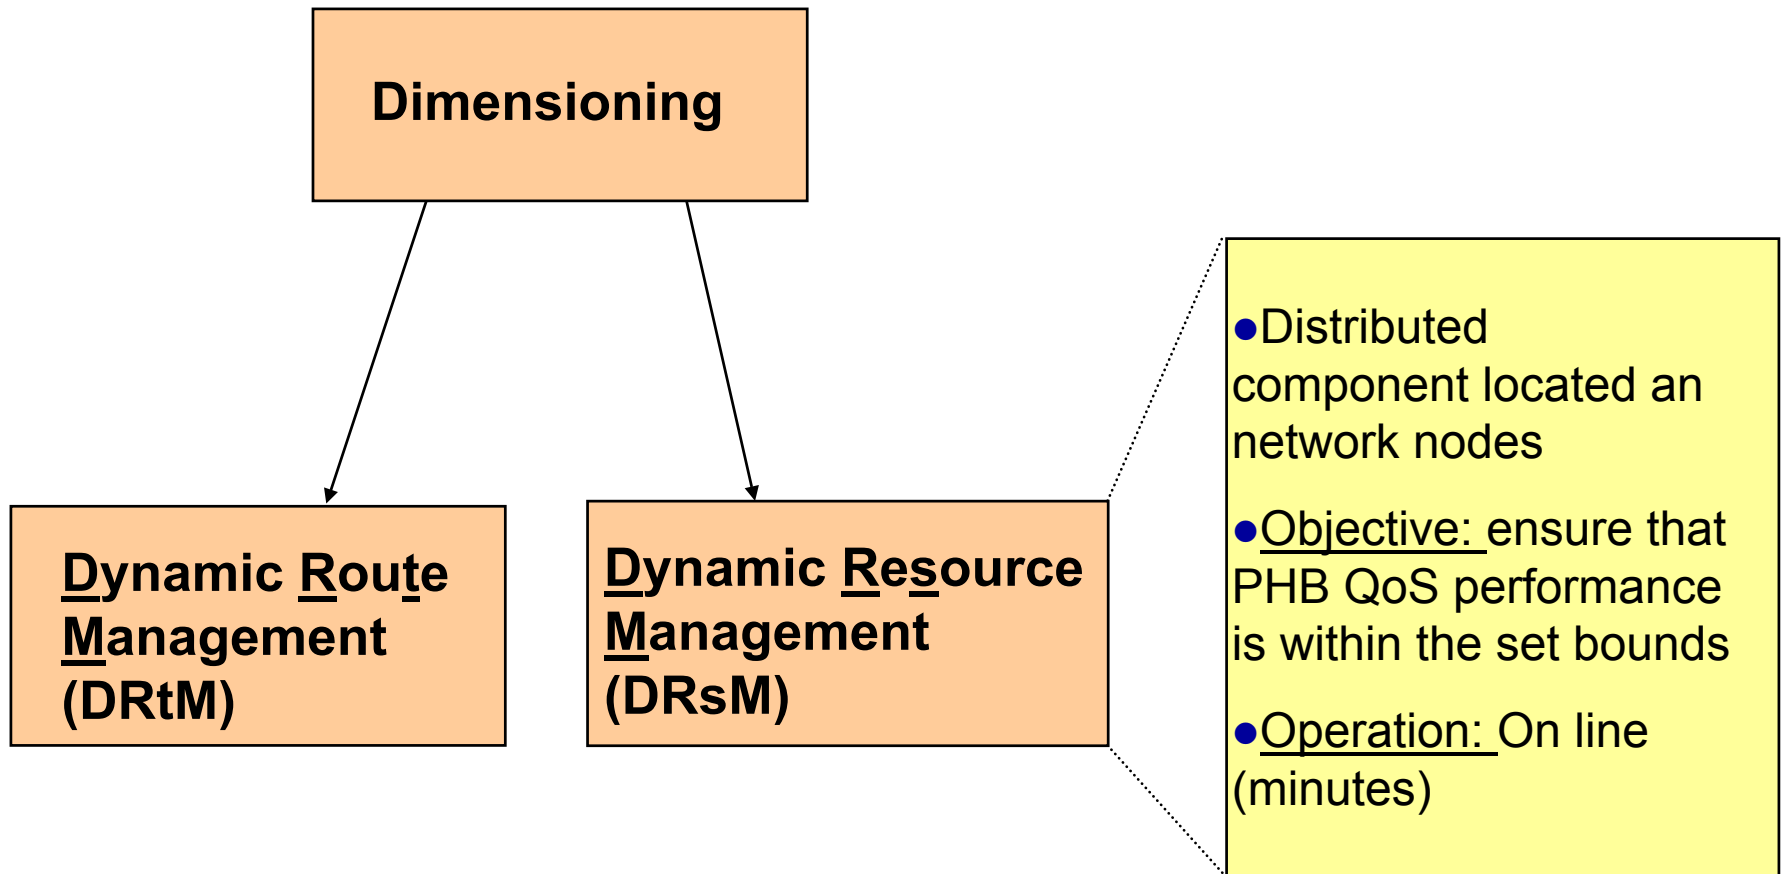 Dimensioning
Dynamic Route
Management
(DRtM)
Dynamic Resource
Management
(DRsM)
●Distributed
component located an
network nodes
●Objective: ensure that
PHB QoS performance
is within the set bounds
●Operation: On line
(minutes)